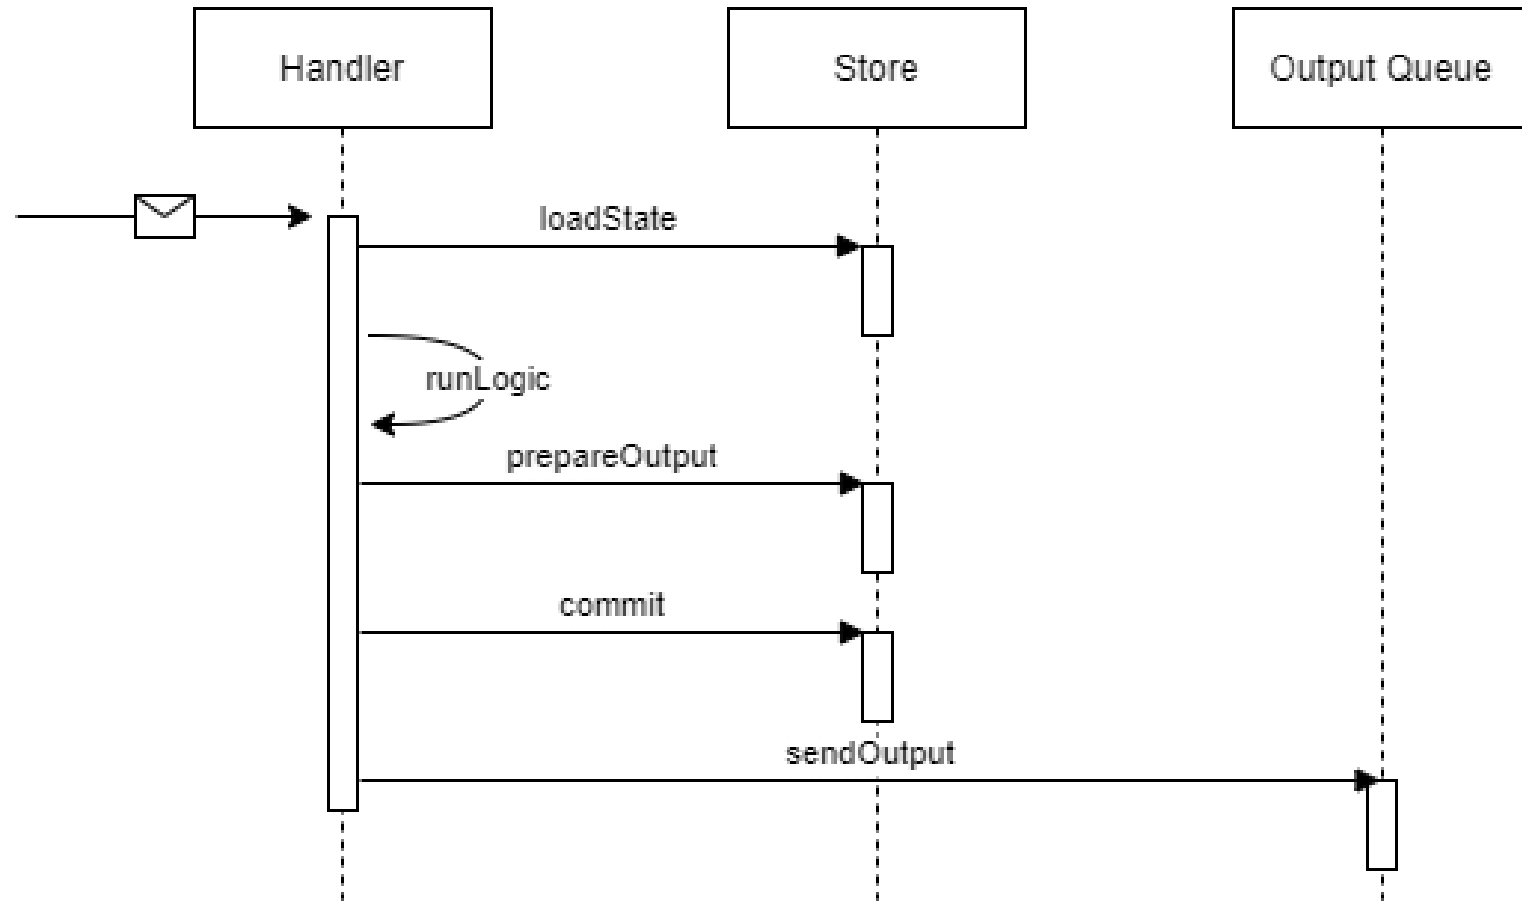 Handler
Store
Output Queue
loadState
runLogic
prepareOutput
commit
sendOutput